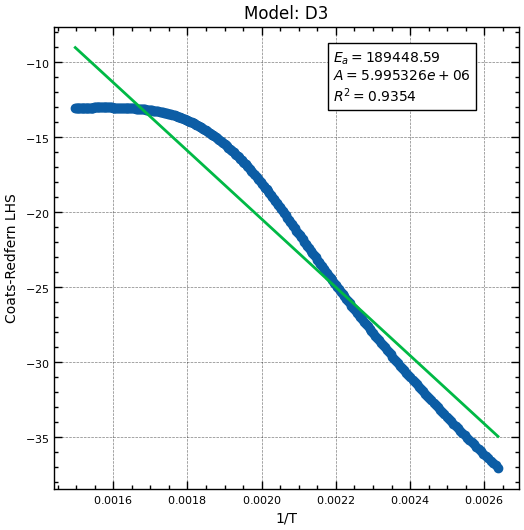 Model: D3
E_a = 189448.59
A = 5.995326e + 06
R^2 = 0.9354
−10
−15
−20
−25
−30
−35
Coats-Redfern LHS
0.0016 0.0018 0.0020 0.0022 0.0024 0.0026
1/T